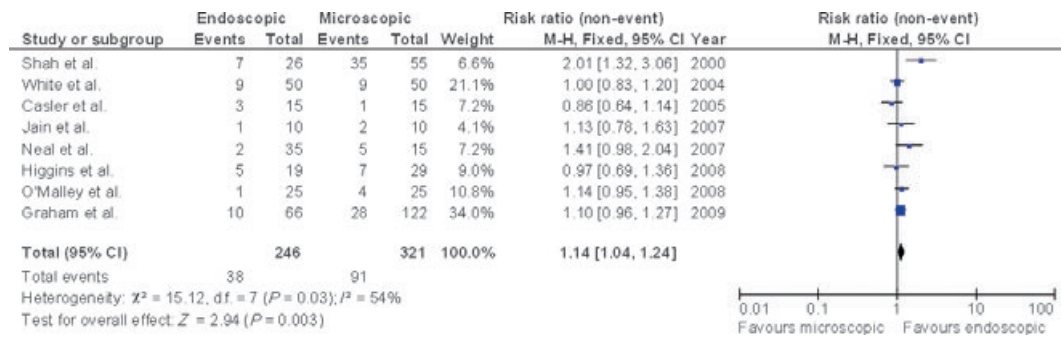 Endoscopic Microscopic Risk ratio (non-event) Risk ratio (non-event)
Study or subgroup Events Total Events Total Weight M-H, Fixed, 95% CI Year M-H, Fixed, 95% CI
Shah et al. 7 26 35 55 6.6% 2.01 [1.32, 3.06] 2000
White et al. 9 50 9 50 21.1% 1.00 [0.83, 1.20] 2004
Casler et al. 3 15 1 15 7.2% 0.86 [0.64, 1.14] 2005
Jain et al. 1 10 2 10 4.1% 1.13 [0.78, 1.63] 2007
Neal et al. 2 35 5 15 7.2% 1.41 [0.98, 2.04] 2007
Higgins et al. 5 19 7 29 9.0% 0.97 [0.69, 1.36] 2008
O'Malley et al. 1 25 4 25 10.8% 1.14 [0.95, 1.38] 2008
Graham et al. 10 66 28 122 34.0% 1.10 [0.96, 1.27] 2009
Total (95% CI) 246 321 100.0% 1.14 [1.04, 1.24]
Total events 38 91
Heterogeneity: χ² = 15.12, d.f. = 7 (P = 0.03); I² = 54%
Test for overall effect: Z = 2.94 (P = 0.003)
0.01 0.1 1 10 100
Favours microscopic Favours endoscopic